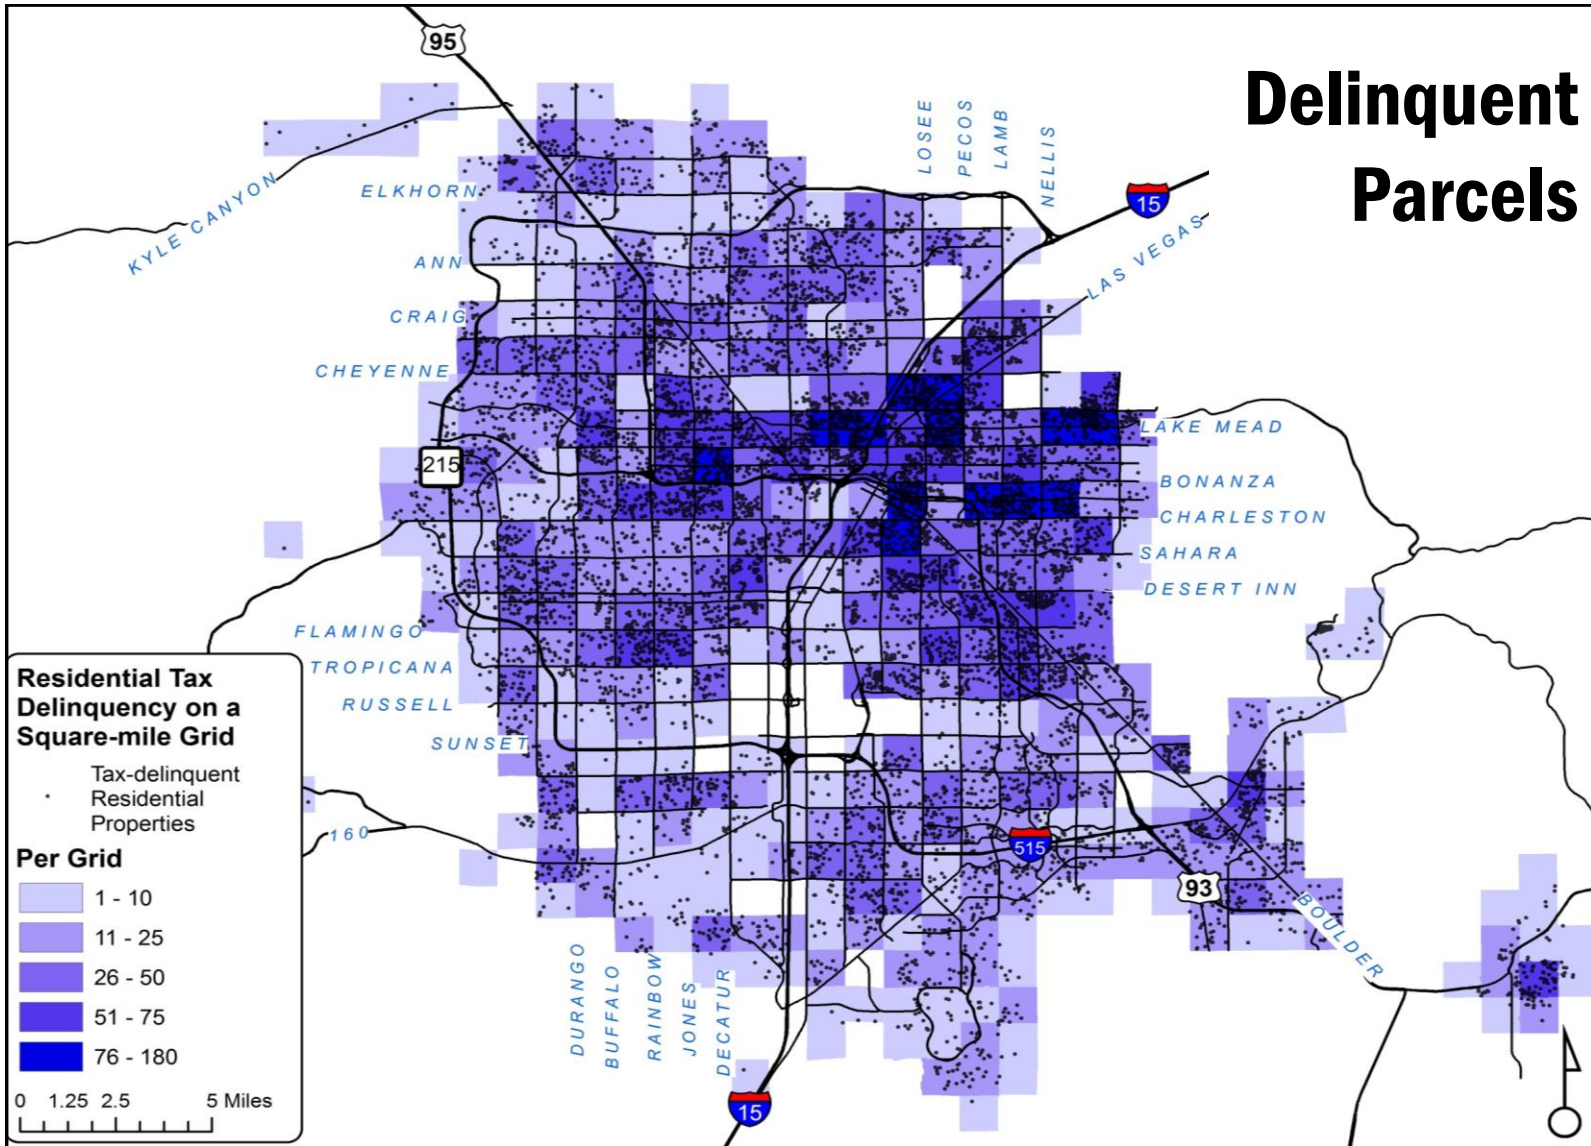 Delinquent
Parcels
95
LOSEE
PECOS
LAMB
NELLIS
15
LAS VEGAS
KYLE CANYON
ELKHORN
ANN
CRAIG
CHEYENNE
215
LAKE MEAD
BONANZA
CHARLESTON
SAHARA
DESERT INN
FLAMINGO
TROPICANA
RUSSELL
SUNSET
160
515
93
BOULDER
DURANGO
BUFFALO
RAINBOW
JONES
DECATUR
15
Residential Tax
Delinquency on a
Square-mile Grid
Tax-delinquent
Residential
Properties
Per Grid
1 - 10
11 - 25
26 - 50
51 - 75
76 - 180
0 1.25 2.5 5 Miles